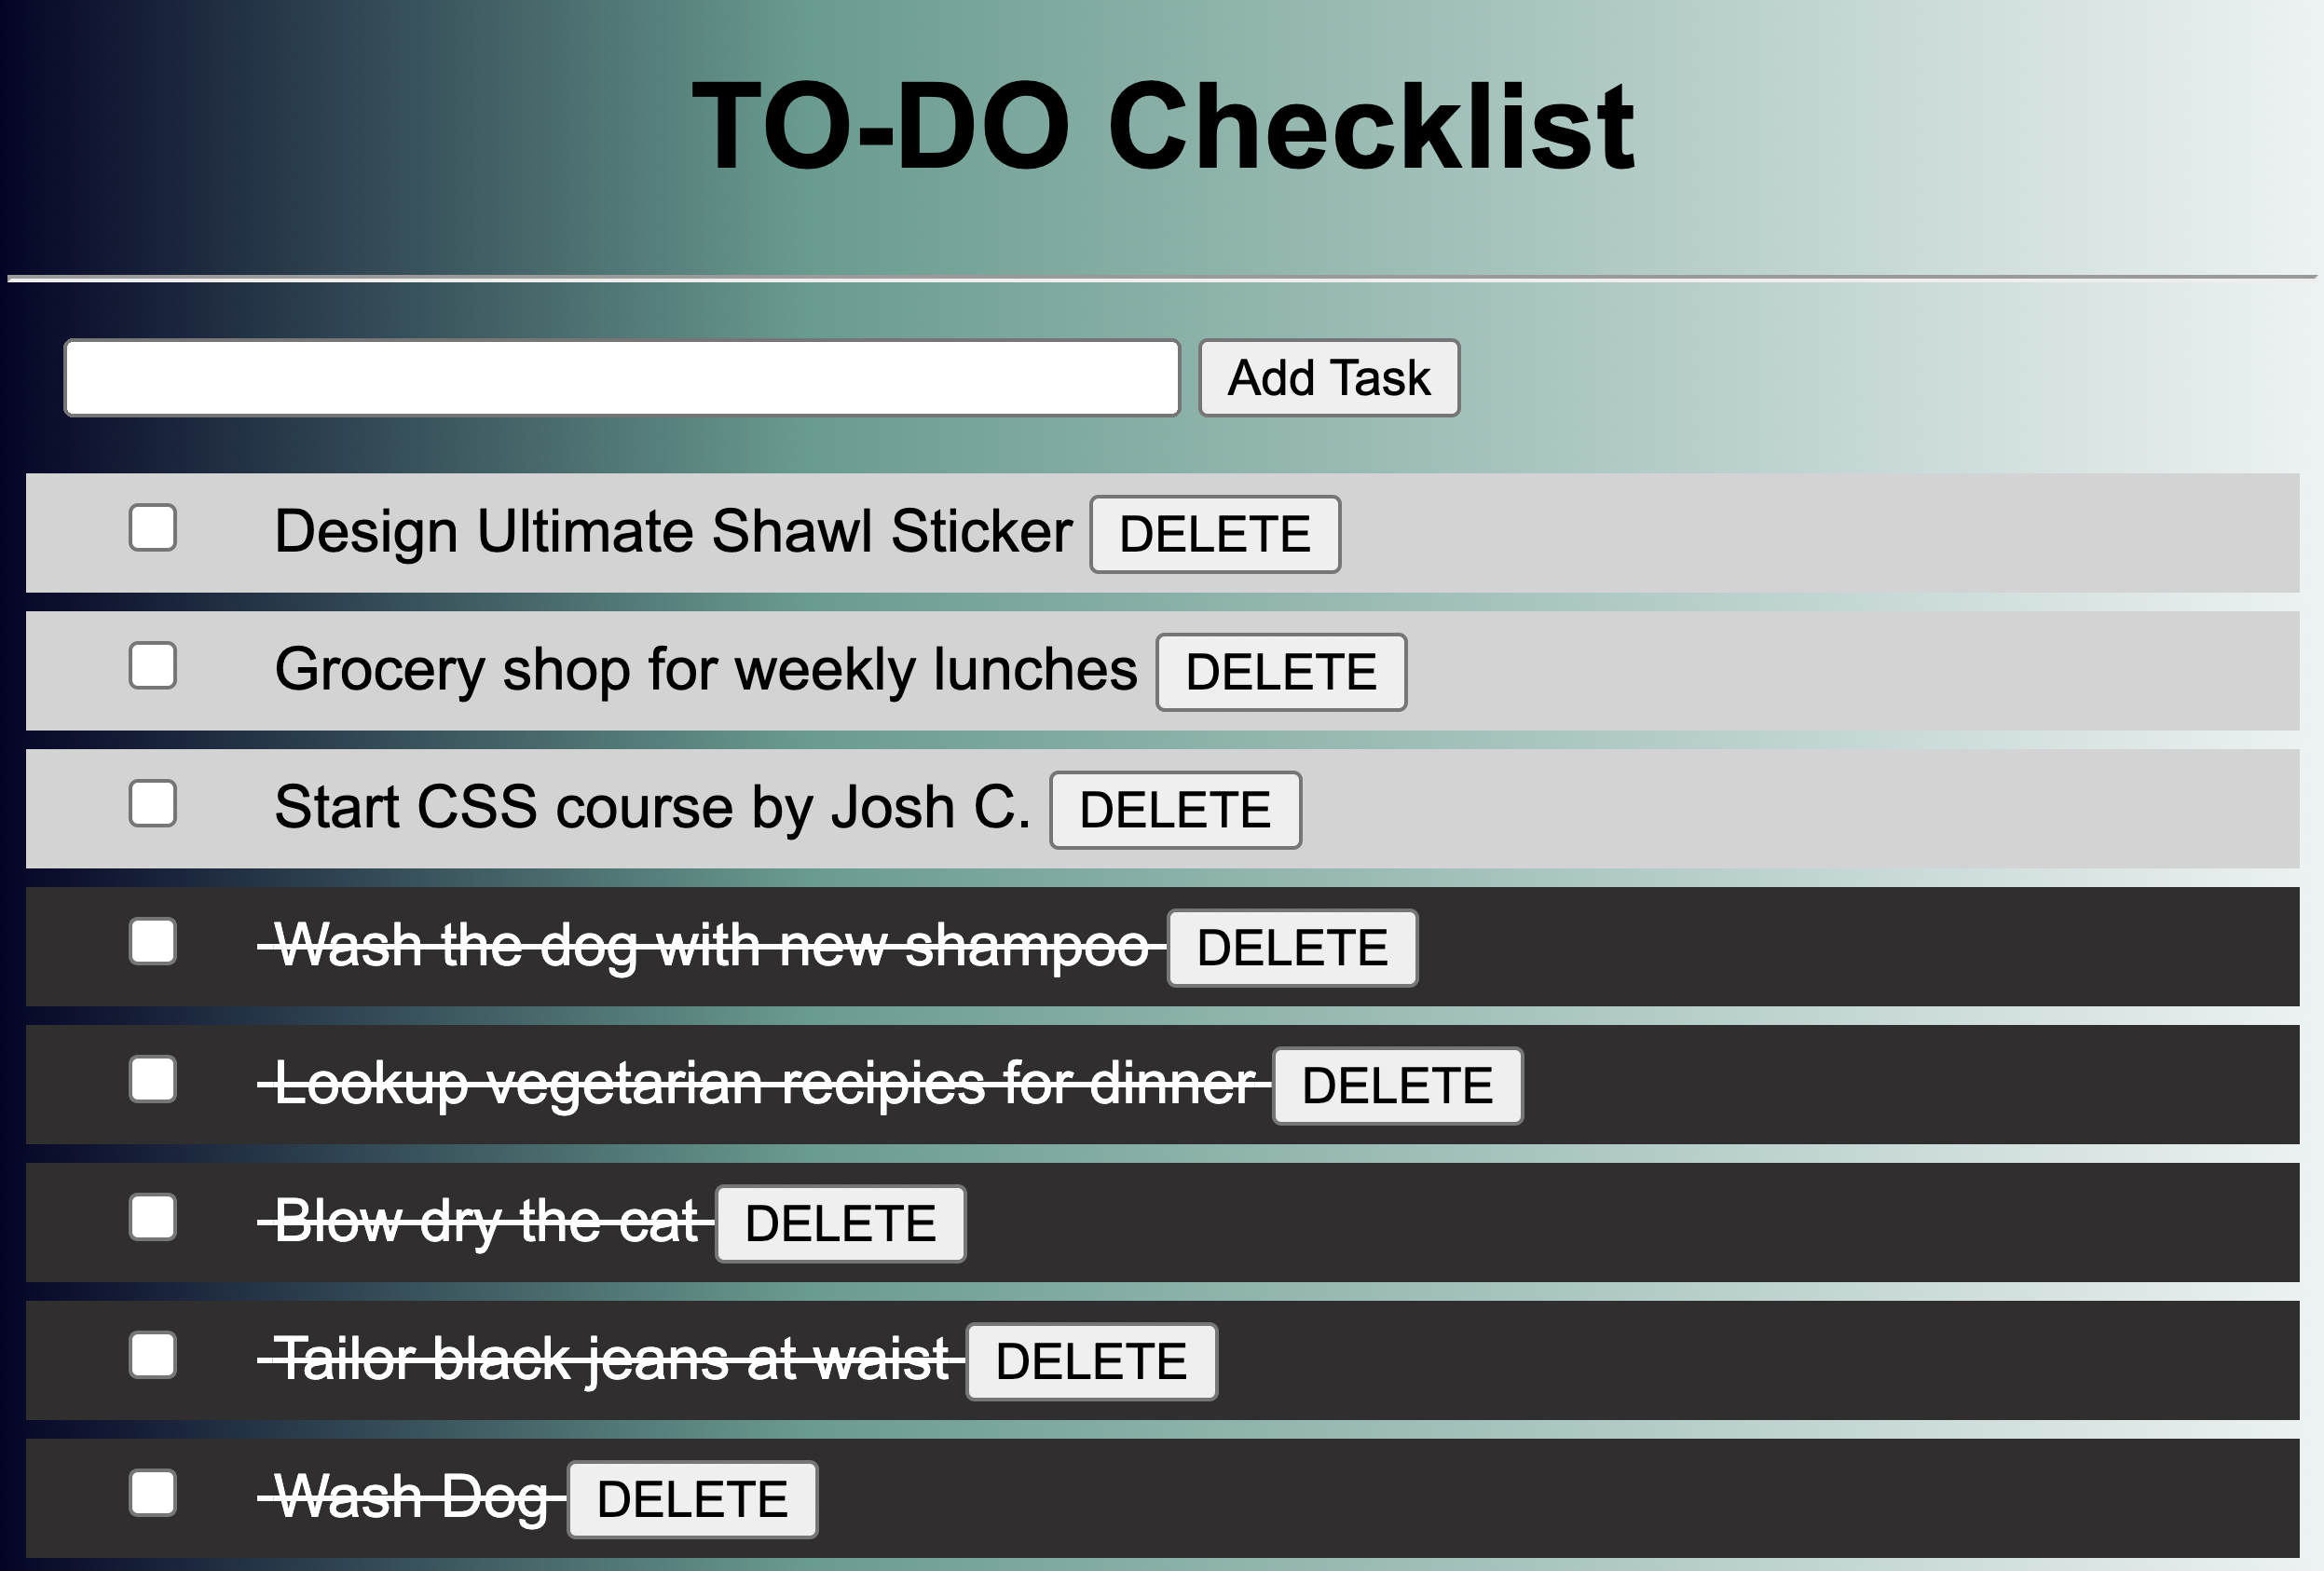 TO-DO Checklist
Add Task
Design Ultimate Shawl Sticker DELETE
Grocery shop for weekly lunches DELETE
Start CSS course by Josh C. DELETE
Wash the dog with new shampoo DELETE
Lookup vegetarian recipies for dinner DELETE
Blow dry the cat DELETE
Tailor black jeans at waist DELETE
Wash Dog DELETE